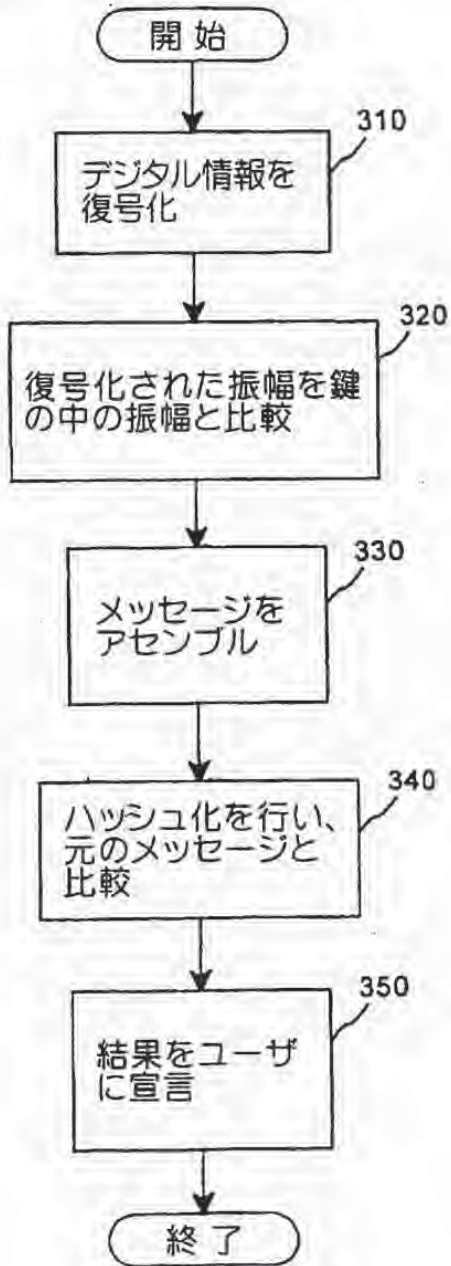 開始
310
デジタル情報を
復号化
320
復号化された振幅を鍵
の中の振幅と比較
330
メッセージを
アセンブル
340
ハッシュ化を行い、
元のメッセージと
比較
350
結果をユーザ
に宣言
終了